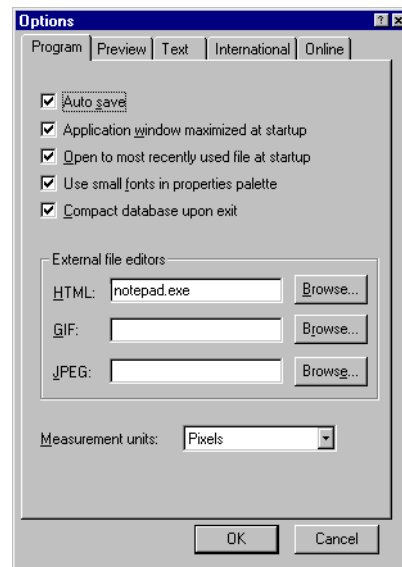 Options
Program Preview Text International Online
Auto save
Application window maximized at startup
Open to most recently used file at startup
Use small fonts in properties palette
Compact database upon exit
External file editors
HTML: notepad.exe Browse...
GIF: Browse...
JPEG: Browse...
Measurement units: Pixels
OK Cancel